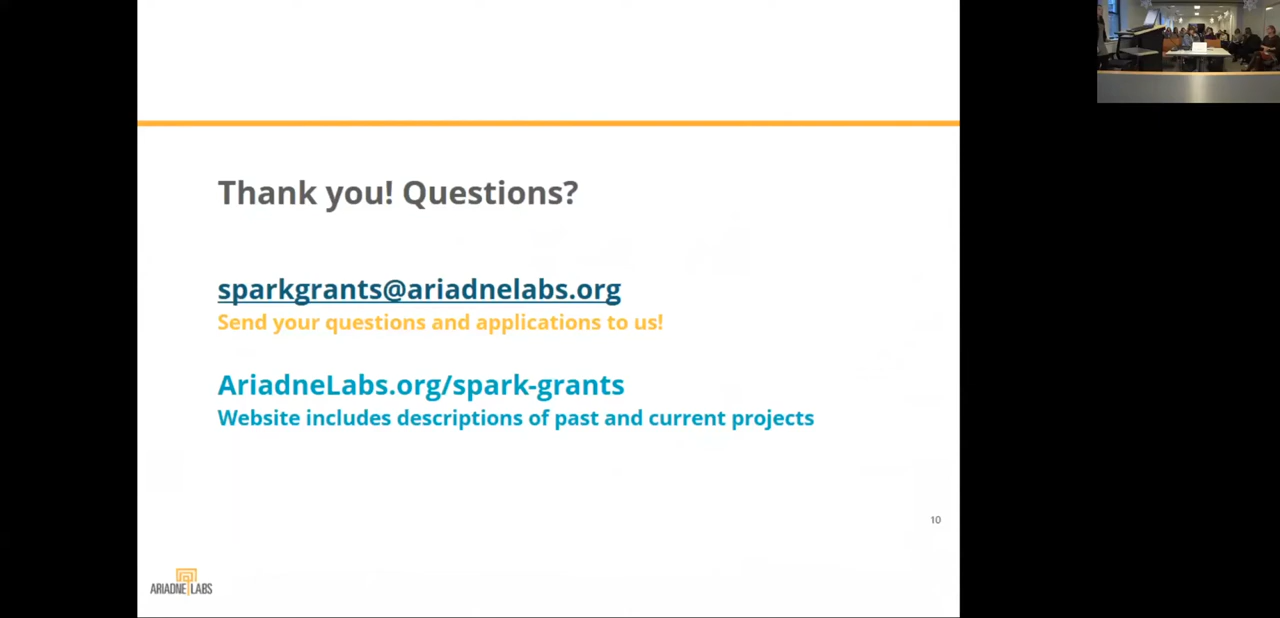 Thank you! Questions?
sparkgrants@ariadnelabs.org
Send your questions and applications to us!
AriadneLabs.org/spark-grants
Website includes descriptions of past and current projects
10
ARIADNE LABS